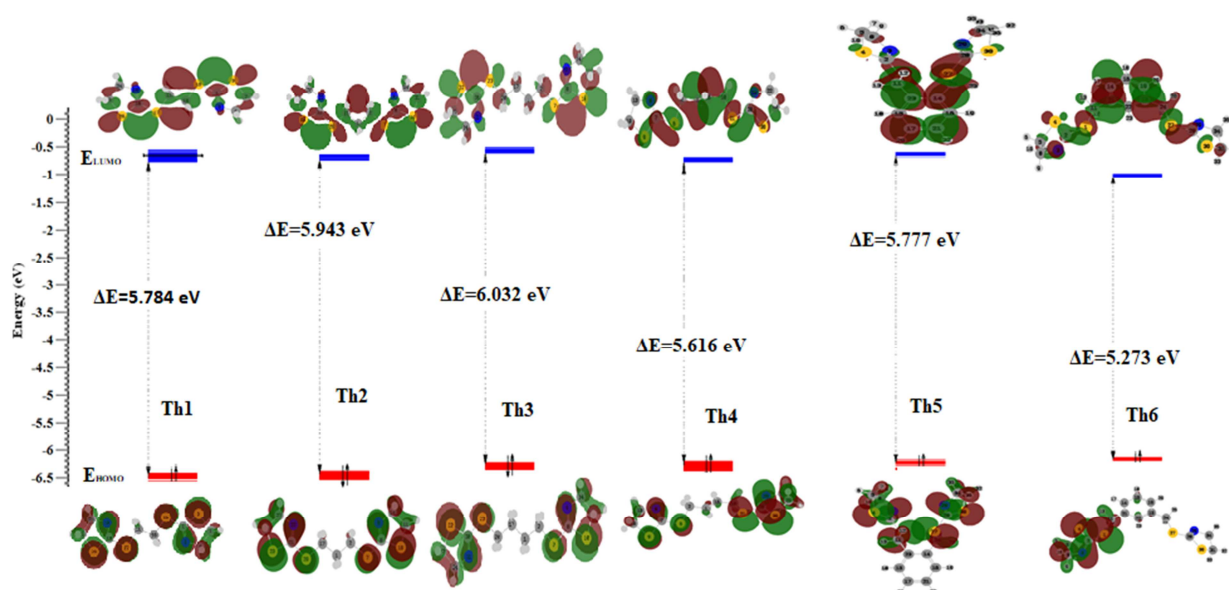 0
-0.5
-1
-1.5
-2
-2.5
-3
-3.5
-4
-4.5
-5
-5.5
-6
-6.5
Energy (eV)
ELUMO
EHOMO
ΔE=5.784 eV
Th1
ΔE=5.943 eV
Th2
ΔE=6.032 eV
Th3
ΔE=5.616 eV
Th4
ΔE=5.777 eV
Th5
ΔE=5.273 eV
Th6